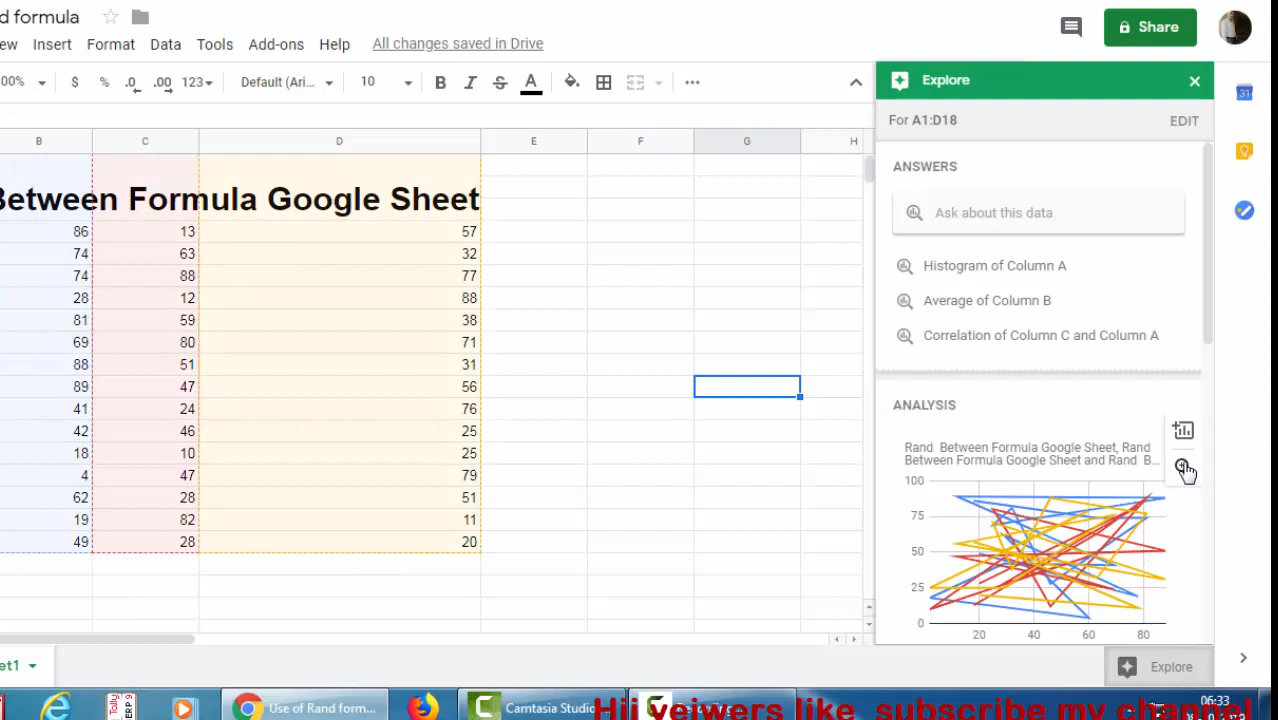 d formula
ew Insert Format Data Tools Add-ons Help All changes saved in Drive
00% $ % .0 .00 123 Default (Ari... 10 B I S A
Share
Explore
For A1:D18 EDIT
B C D E F G H
Between Formula Google Sheet
86 13 57
74 63 32
74 88 77
28 12 88
81 59 38
69 80 71
88 51 31
89 47 56
41 24 76
42 46 25
18 10 25
4 47 79
62 28 51
19 82 11
49 28 20
ANSWERS
Ask about this data
Histogram of Column A
Average of Column B
Correlation of Column C and Column A
ANALYSIS
Rand Between Formula Google Sheet, Rand
Between Formula Google Sheet and Rand B...
100
75
50
25
0
20 40 60 80
31
et1
Explore
Use of Rand form...
Camtasia Studio
06:33
Hii veiwers like subscribe my channel